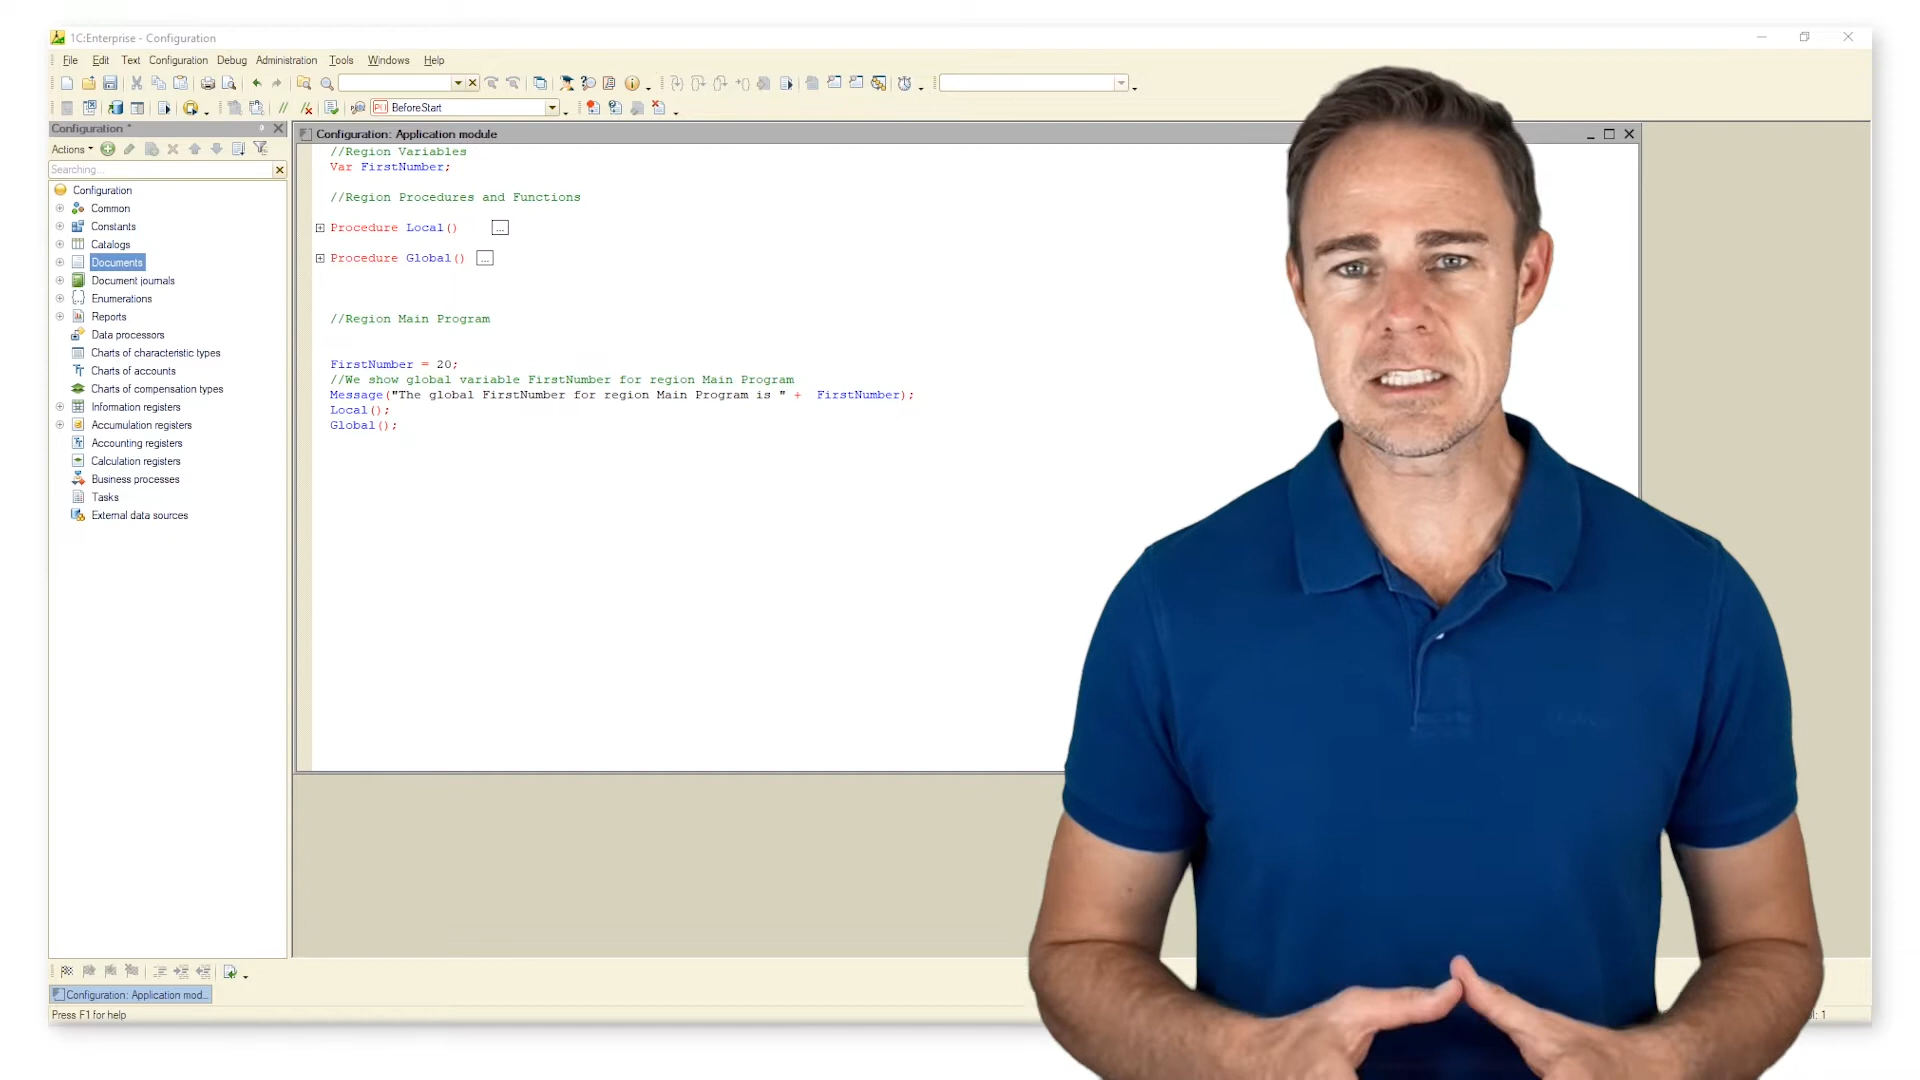 1C:Enterprise - Configuration
File Edit Text Configuration Debug Administration Tools Windows Help
BeforeStart
Configuration *
Configuration: Application module
Actions
Searching...
Configuration
Common
Constants
Catalogs
Documents
Document journals
Enumerations
Reports
Data processors
Charts of characteristic types
Charts of accounts
Charts of compensation types
Information registers
Accumulation registers
Accounting registers
Calculation registers
Business processes
Tasks
External data sources
//Region Variables
Var FirstNumber;
//Region Procedures and Functions
Procedure Local() ...
Procedure Global() ...
//Region Main Program
FirstNumber = 20;
//We show global variable FirstNumber for region Main Program
Message("The global FirstNumber for region Main Program is " + FirstNumber);
Local();
Global();
Configuration: Application mod...
Press F1 for help
: 1